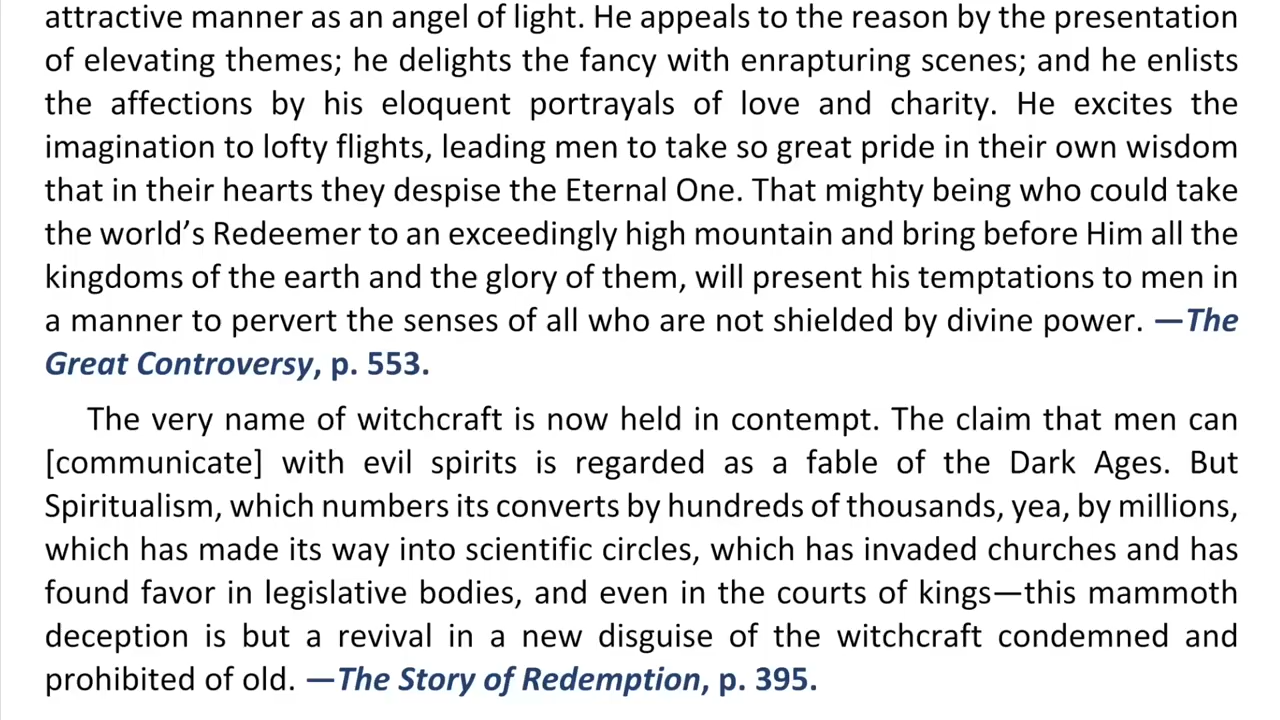 attractive manner as an angel of light. He appeals to the reason by the presentation
of elevating themes; he delights the fancy with enrapturing scenes; and he enlists
the affections by his eloquent portrayals of love and charity. He excites the
imagination to lofty flights, leading men to take so great pride in their own wisdom
that in their hearts they despise the Eternal One. That mighty being who could take
the world’s Redeemer to an exceedingly high mountain and bring before Him all the
kingdoms of the earth and the glory of them, will present his temptations to men in
a manner to pervert the senses of all who are not shielded by divine power. —The
Great Controversy, p. 553.
The very name of witchcraft is now held in contempt. The claim that men can
[communicate] with evil spirits is regarded as a fable of the Dark Ages. But
Spiritualism, which numbers its converts by hundreds of thousands, yea, by millions,
which has made its way into scientific circles, which has invaded churches and has
found favor in legislative bodies, and even in the courts of kings—this mammoth
deception is but a revival in a new disguise of the witchcraft condemned and
prohibited of old. —The Story of Redemption, p. 395.